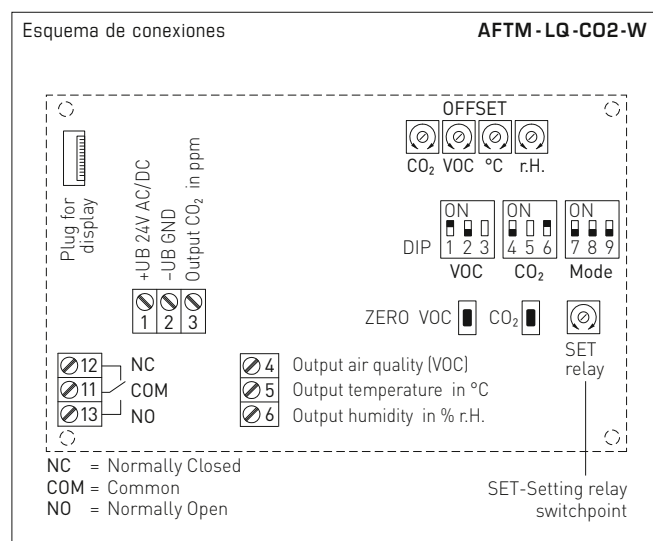 Esquema de conexiones AFTM-LQ-CO2-W
OFFSET
CO₂ VOC °C r.H.
Plug for
display
+UB 24V AC/DC
-UB GND
Output CO₂ in ppm
1 2 3
ON ON ON
DIP 1 2 3 4 5 6 7 8 9
VOC CO₂ Mode
ZERO VOC CO₂
SET
relay
12 NC
11 COM
13 NO
4 Output air quality (VOC)
5 Output temperature in °C
6 Output humidity in % r.H.
NC = Normally Closed
COM = Common
NO = Normally Open
SET-Setting relay
switchpoint